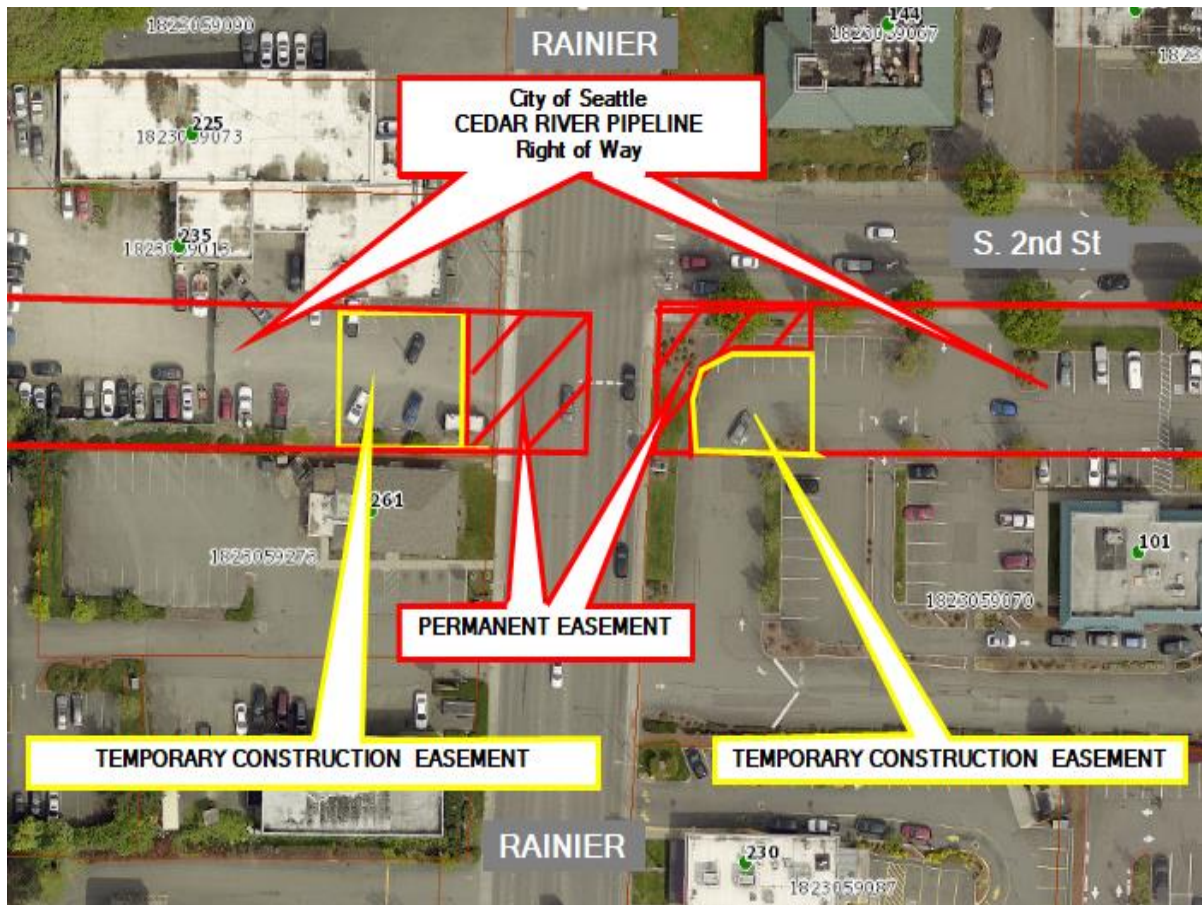 1823059090
RAINIER
144
1823059067
City of Seattle
CEDAR RIVER PIPELINE
Right of Way
225
1823059073
235
S. 2nd St
261
1823059273
101
1823059070
PERMANENT EASEMENT
TEMPORARY CONSTRUCTION EASEMENT
TEMPORARY CONSTRUCTION EASEMENT
RAINIER
230
1823059087